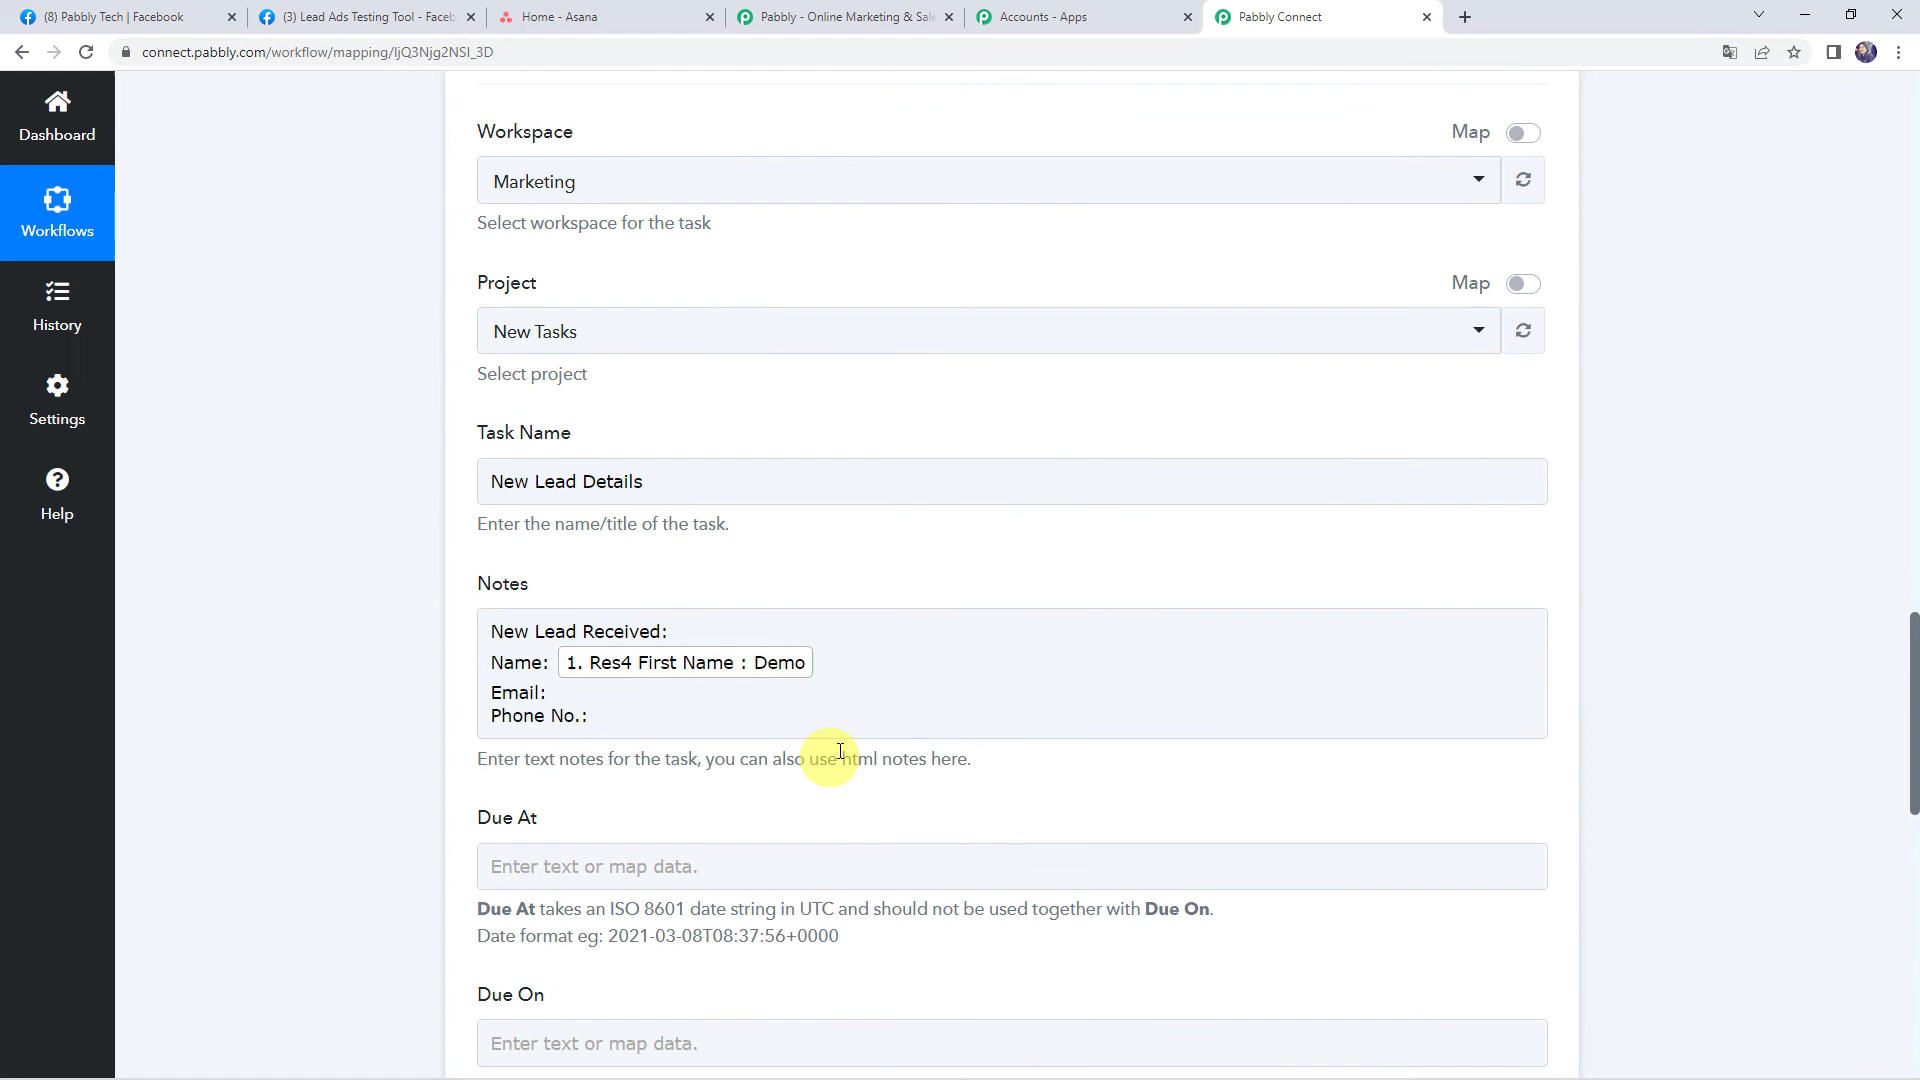 (8) Pabbly Tech | Facebook
(3) Lead Ads Testing Tool - Faceb
Home - Asana
Pabbly - Online Marketing & Sale
Accounts - Apps
Pabbly Connect
connect.pabbly.com/workflow/mapping/IjQ3Njg2NSI_3D
Dashboard
Workflows
History
Settings
Help
Workspace
Map
Marketing
Select workspace for the task
Project
Map
New Tasks
Select project
Task Name
New Lead Details
Enter the name/title of the task.
Notes
New Lead Received:
Name: 1. Res4 First Name : Demo
Email:
Phone No.:
Enter text notes for the task, you can also use html notes here.
Due At
Enter text or map data.
Due At takes an ISO 8601 date string in UTC and should not be used together with Due On.
Date format eg: 2021-03-08T08:37:56+0000
Due On
Enter text or map data.